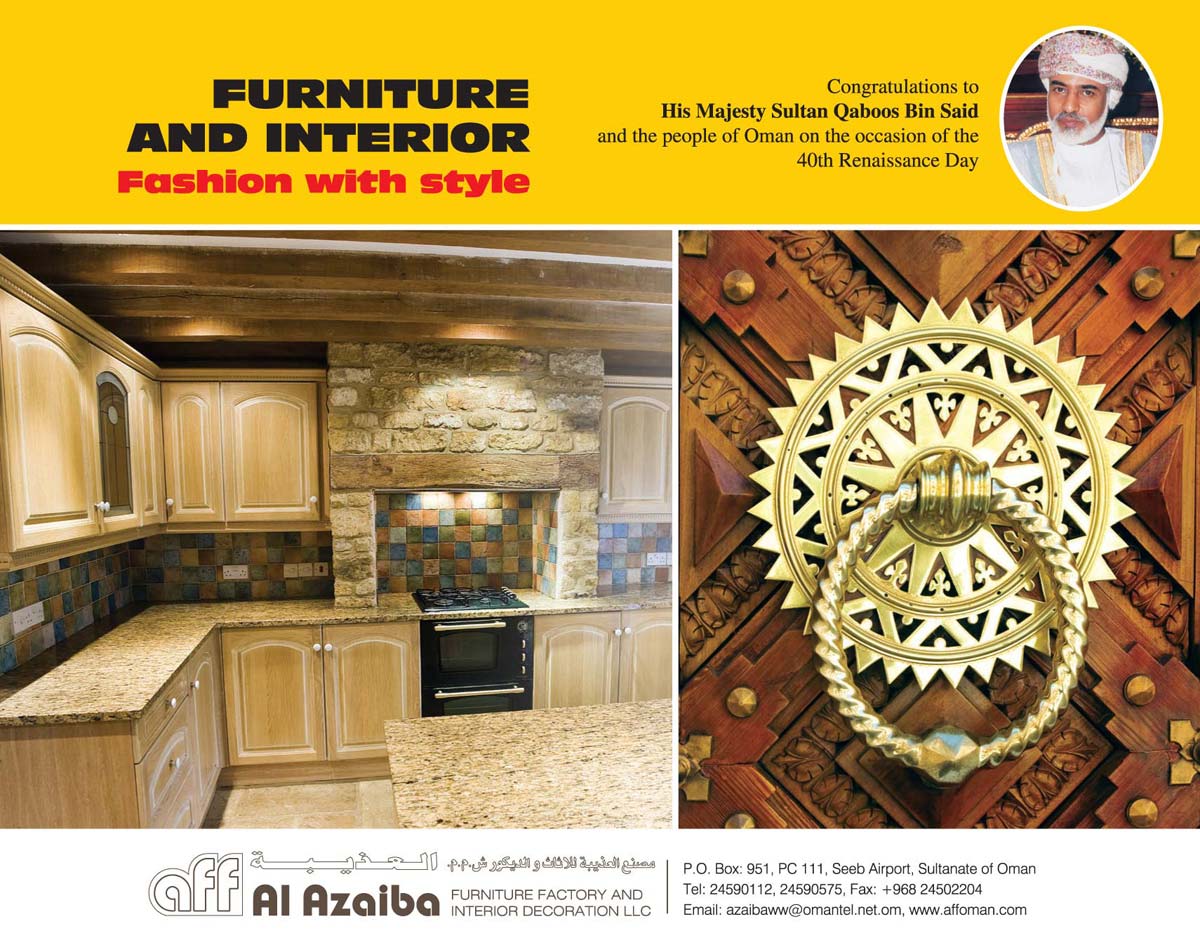 FURNITURE
AND INTERIOR
Fashion with style
Congratulations to
His Majesty Sultan Qaboos Bin Said
and the people of Oman on the occasion of the
40th Renaissance Day
aff
العذيبة
Al Azaiba
مصنع العذيبة للاثاث و الديكور ش.م.م.
FURNITURE FACTORY AND
INTERIOR DECORATION LLC
P.O. Box: 951, PC 111, Seeb Airport, Sultanate of Oman
Tel: 24590112, 24590575, Fax: +968 24502204
Email: azaibaww@omantel.net.om, www.affoman.com